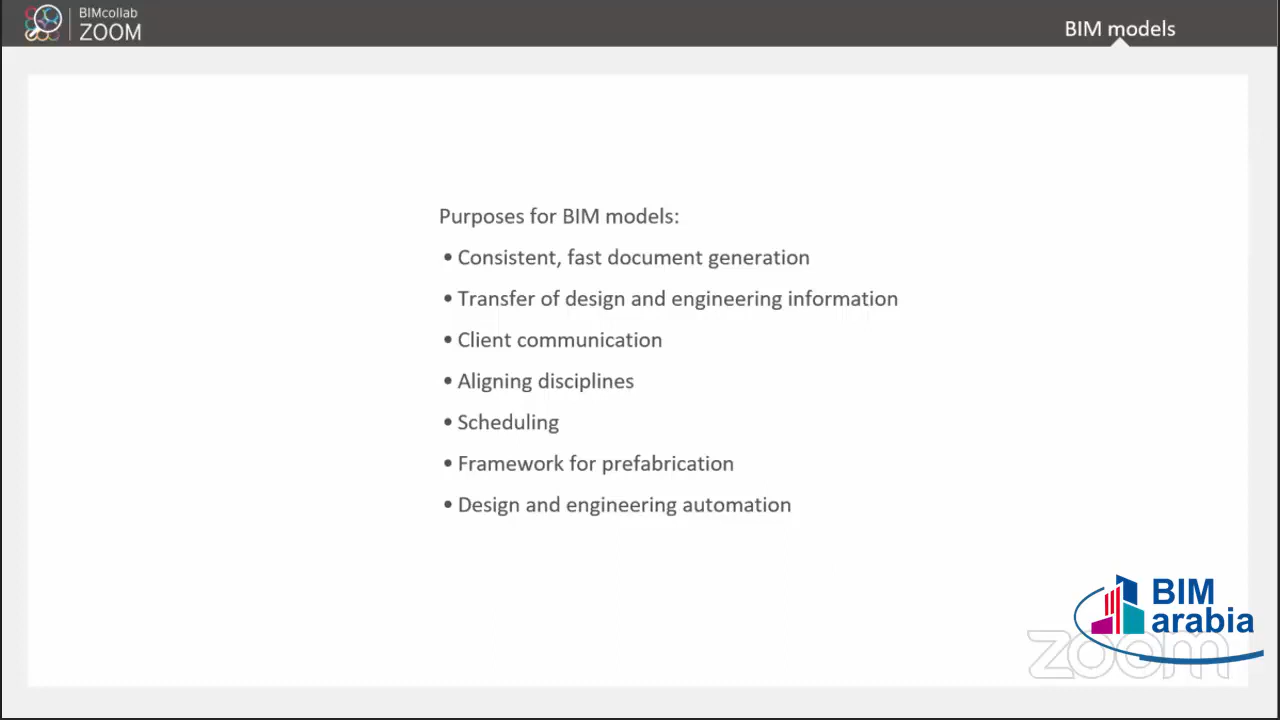 BIMcollab
ZOOM
BIM models
Purposes for BIM models:
• Consistent, fast document generation
• Transfer of design and engineering information
• Client communication
• Aligning disciplines
• Scheduling
• Framework for prefabrication
• Design and engineering automation
BIM
arabia
zoom